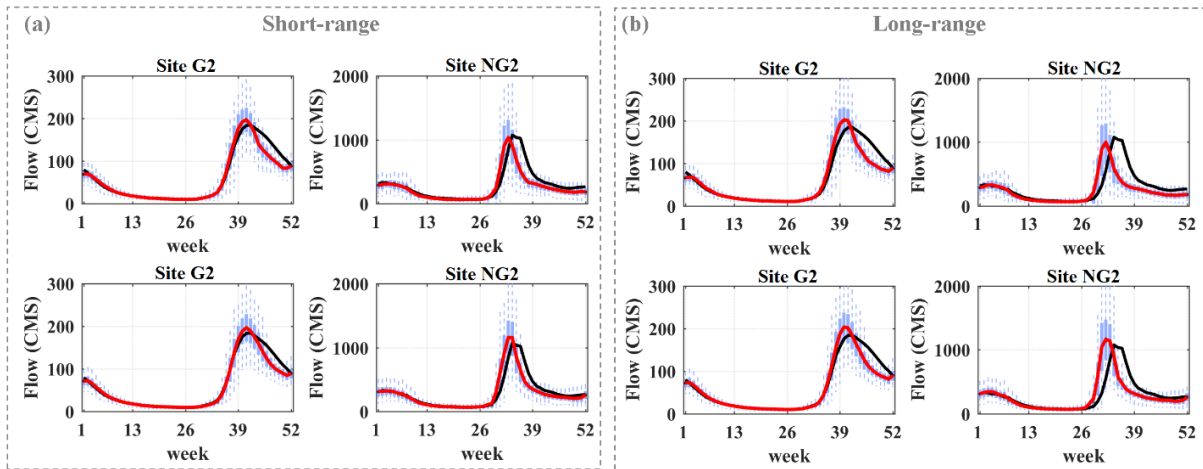 (a) Short-range
Site G2
Flow (CMS)
300
200
100
0
1 13 26 39 52
week
Site NG2
Flow (CMS)
2000
1000
0
1 13 26 39 52
week
Site G2
Flow (CMS)
300
200
100
0
1 13 26 39 52
week
Site NG2
Flow (CMS)
2000
1000
0
1 13 26 39 52
week
(b) Long-range
Site G2
Flow (CMS)
300
200
100
0
1 13 26 39 52
week
Site NG2
Flow (CMS)
2000
1000
0
1 13 26 39 52
week
Site G2
Flow (CMS)
300
200
100
0
1 13 26 39 52
week
Site NG2
Flow (CMS)
2000
1000
0
1 13 26 39 52
week